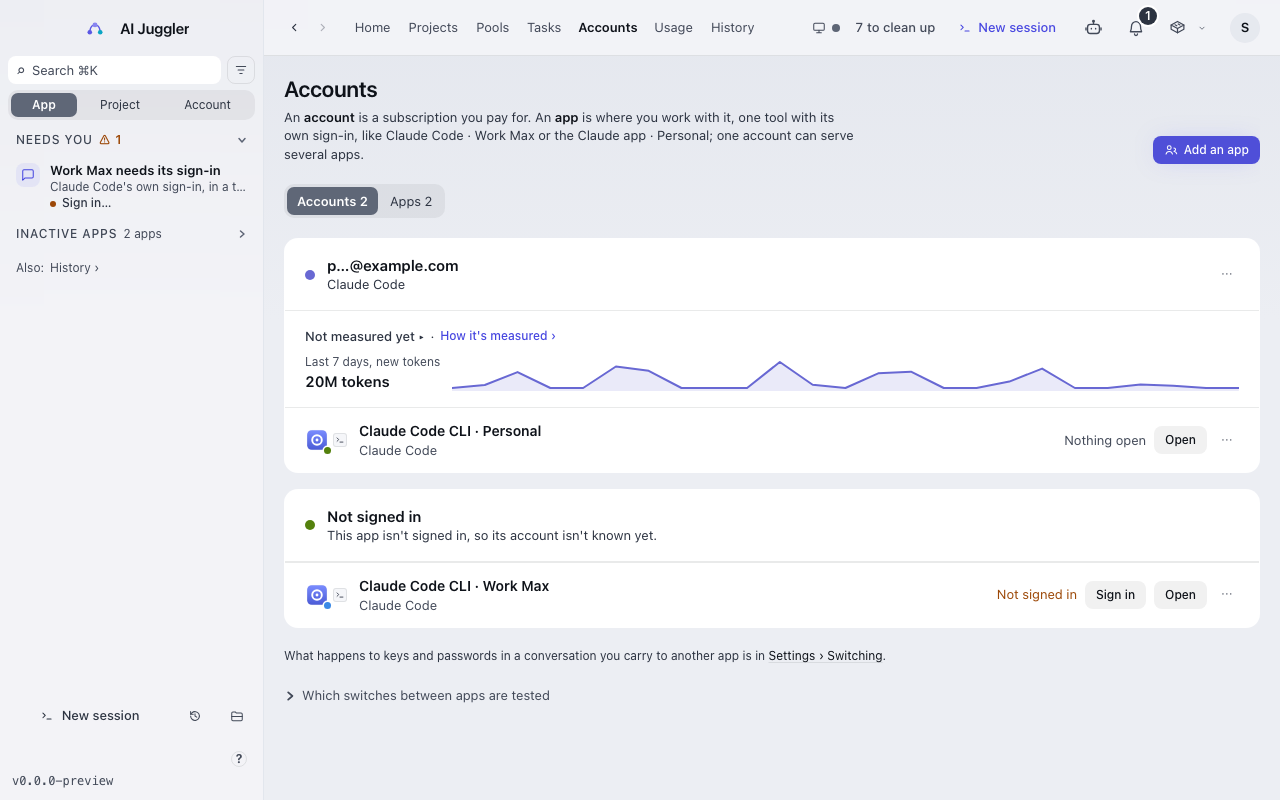 AI Juggler
Search ⌘K
App
Project
Account
NEEDS YOU 1
Work Max needs its sign-in
Claude Code's own sign-in, in a t...
Sign in...
INACTIVE APPS 2 apps
Also: History ›
New session
?
v0.0.0-preview
Home
Projects
Pools
Tasks
Accounts
Usage
History
7 to clean up
New session
1
S
Accounts
An account is a subscription you pay for. An app is where you work with it, one tool with its
own sign-in, like Claude Code · Work Max or the Claude app · Personal; one account can serve
several apps.
Add an app
Accounts 2
Apps 2
p...@example.com
Claude Code
Not measured yet ▸ · How it's measured ›
Last 7 days, new tokens
20M tokens
Claude Code CLI · Personal
Claude Code
Nothing open
Open
Not signed in
This app isn't signed in, so its account isn't known yet.
Claude Code CLI · Work Max
Claude Code
Not signed in
Sign in
Open
What happens to keys and passwords in a conversation you carry to another app is in Settings › Switching.
Which switches between apps are tested